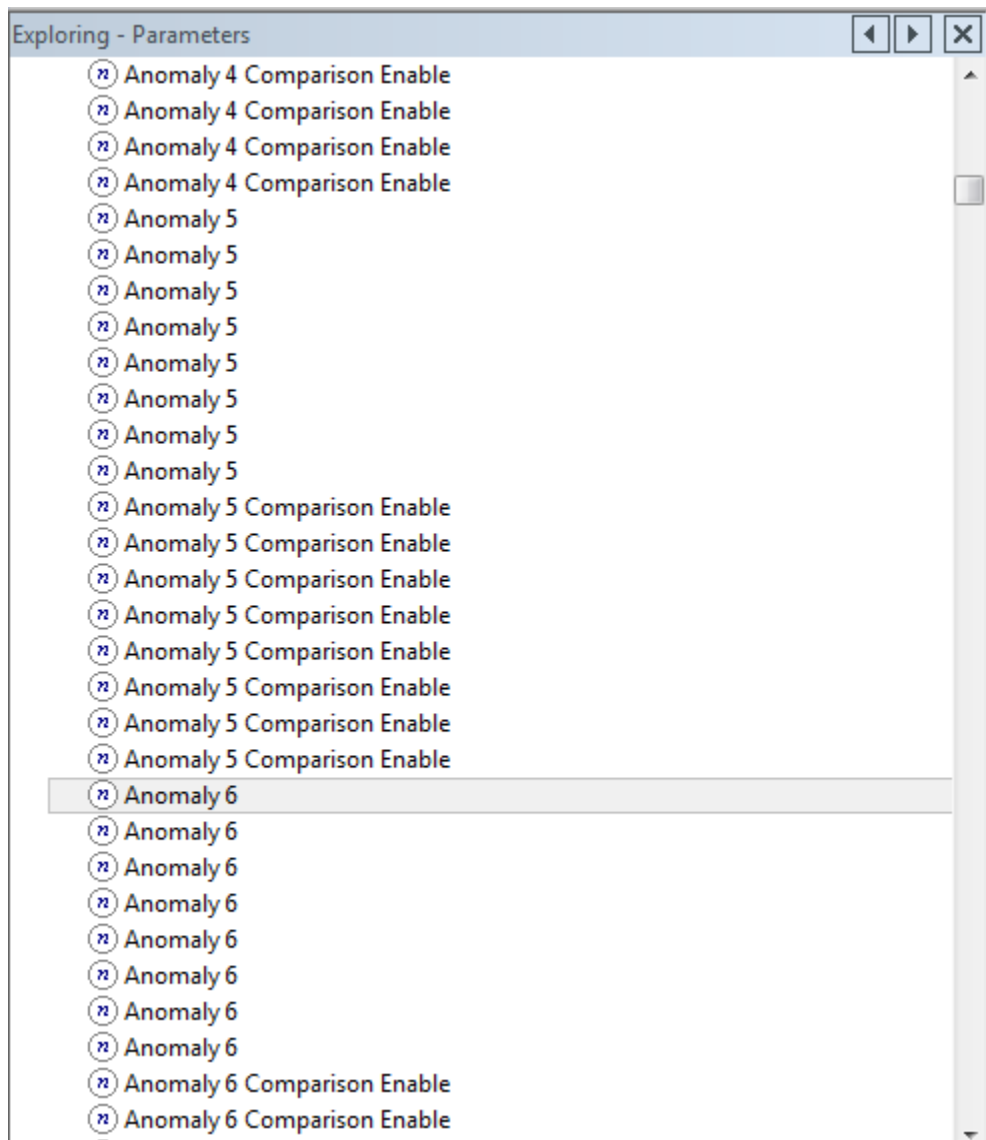 Exploring - Parameters
n Anomaly 4 Comparison Enable
n Anomaly 4 Comparison Enable
n Anomaly 4 Comparison Enable
n Anomaly 4 Comparison Enable
n Anomaly 5
n Anomaly 5
n Anomaly 5
n Anomaly 5
n Anomaly 5
n Anomaly 5
n Anomaly 5
n Anomaly 5
n Anomaly 5 Comparison Enable
n Anomaly 5 Comparison Enable
n Anomaly 5 Comparison Enable
n Anomaly 5 Comparison Enable
n Anomaly 5 Comparison Enable
n Anomaly 5 Comparison Enable
n Anomaly 5 Comparison Enable
n Anomaly 5 Comparison Enable
n Anomaly 6
n Anomaly 6
n Anomaly 6
n Anomaly 6
n Anomaly 6
n Anomaly 6
n Anomaly 6
n Anomaly 6
n Anomaly 6 Comparison Enable
n Anomaly 6 Comparison Enable